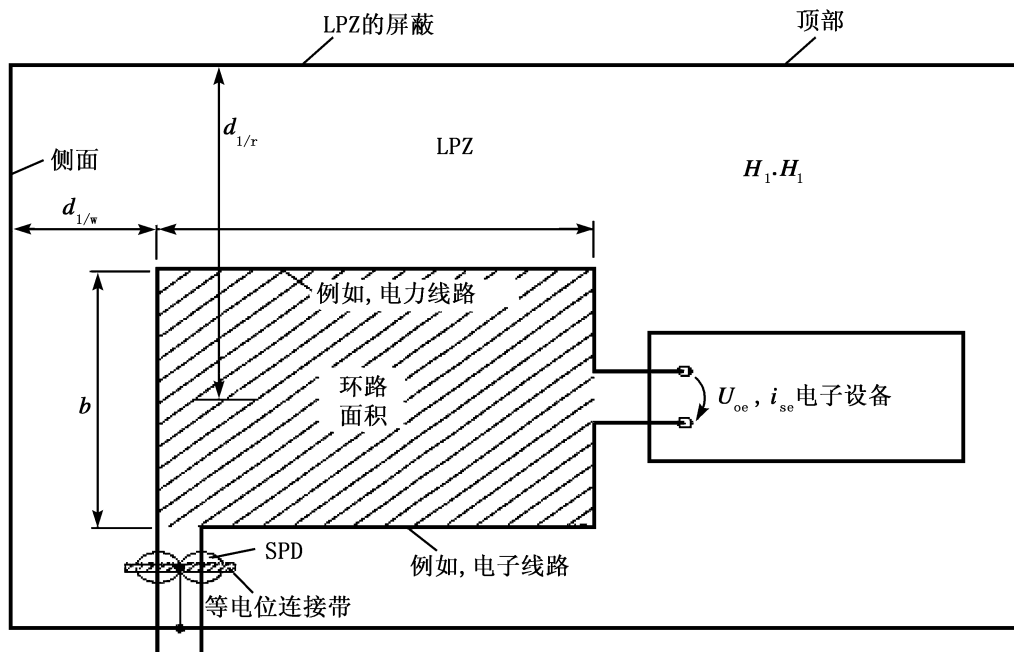 LPZ的屏蔽
顶部
d1/r
LPZ
侧面
H1.H1
d1/w
例如,电力线路
b
环路
面积
Uoe, ise电子设备
SPD
例如,电子线路
等电位连接带